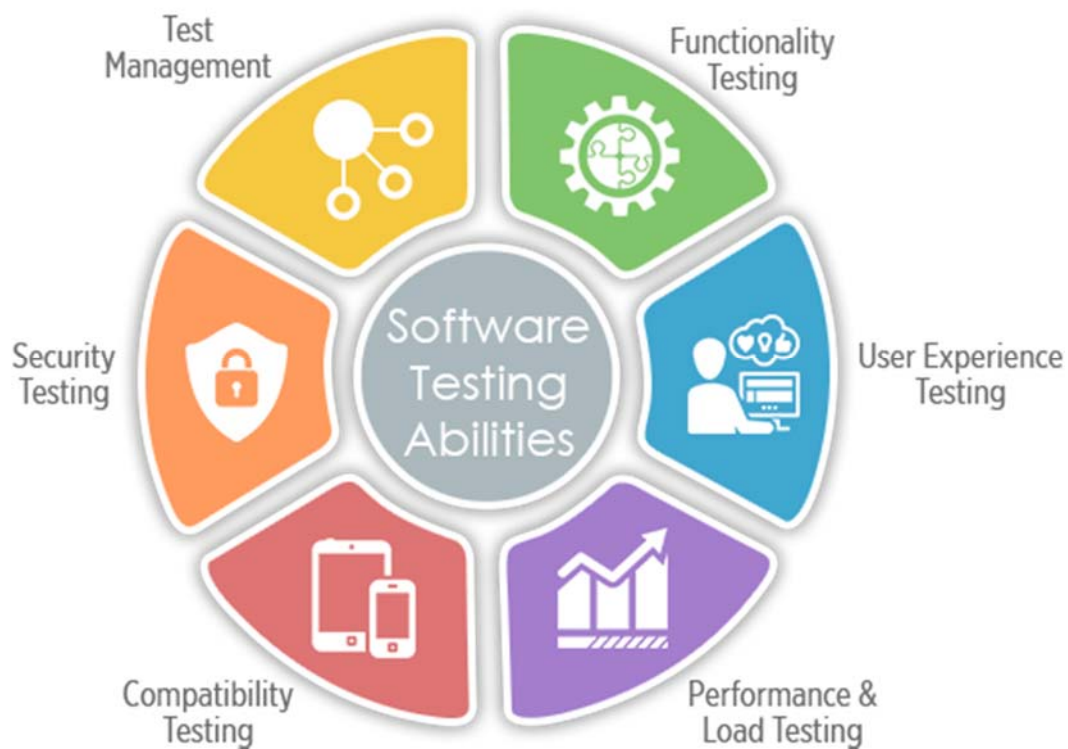 Test
Management
Functionality
Testing
Security
Testing
Software
Testing
Abilities
User Experience
Testing
Compatibility
Testing
Performance &
Load Testing